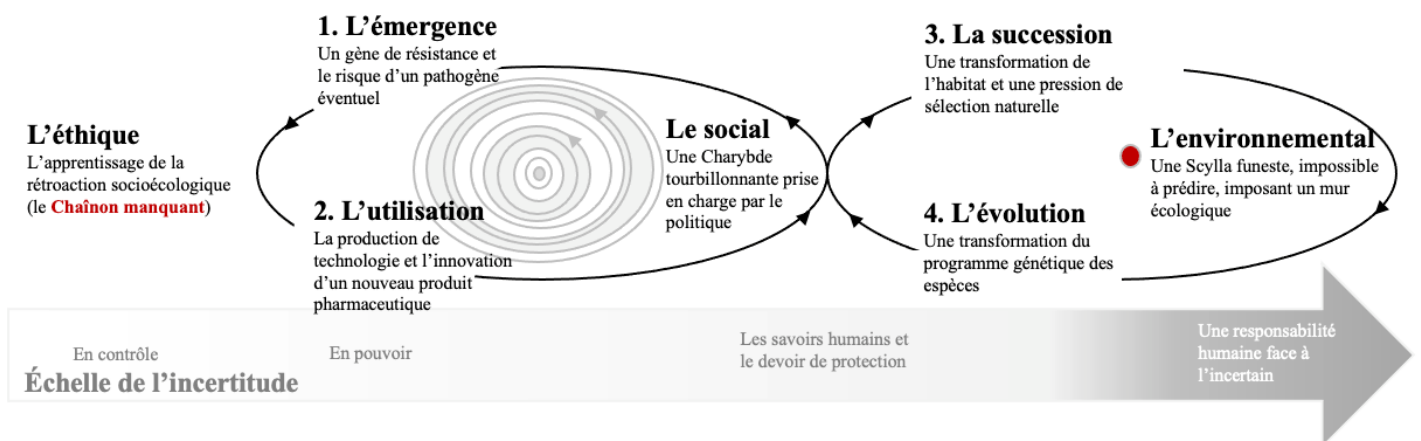 1. L’émergence
Un gène de résistance et
le risque d’un pathogène
éventuel
3. La succession
Une transformation de
l’habitat et une pression de
sélection naturelle
L’éthique
L’apprentissage de la
rétroaction socioécologique
(le Chaînon manquant)
Le social
Une Charybde
tourbillonnante prise
en charge par le
politique
L’environnemental
Une Scylla funeste, impossible
à prédire, imposant un mur
écologique
2. L’utilisation
La production de
technologie et l’innovation
d’un nouveau produit
pharmaceutique
4. L’évolution
Une transformation du
programme génétique des
espèces
En contrôle
En pouvoir
Les savoirs humains et
le devoir de protection
Une responsabilité
humaine face à
l’incertain
Échelle de l’incertitude